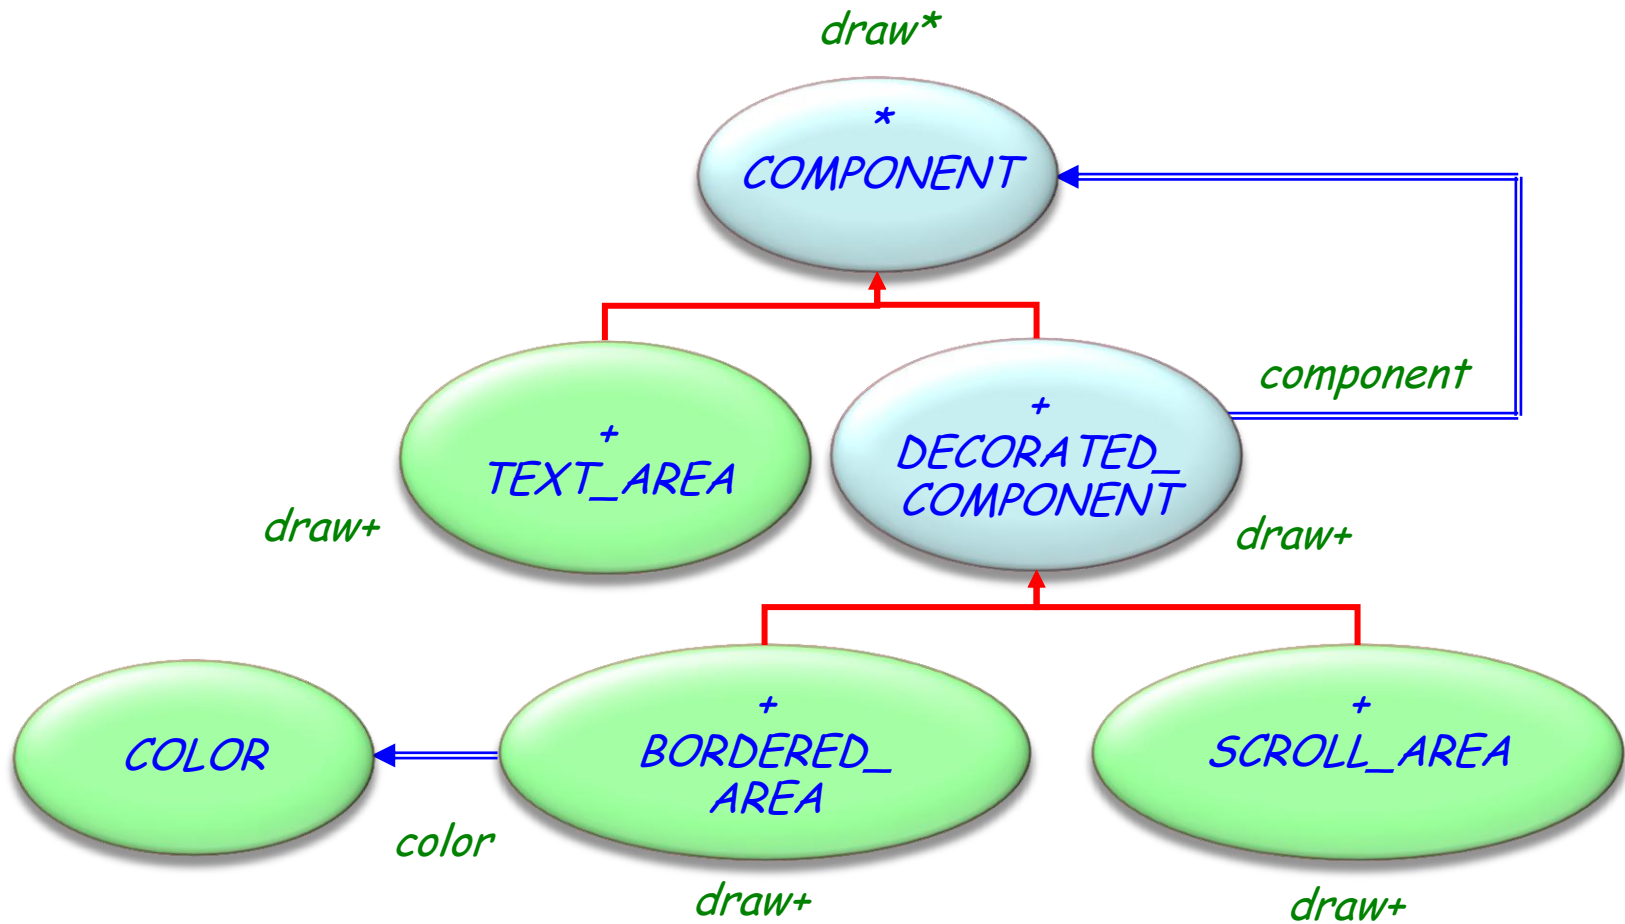 draw*
*
COMPONENT
component
+
TEXT_AREA
draw+
+
DECORATED_
COMPONENT
draw+
COLOR
color
+
BORDERED_
AREA
draw+
+
SCROLL_AREA
draw+